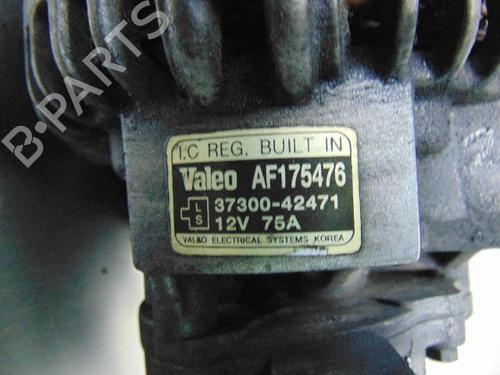 B-PARTS
I.C REG. BUILT IN
Valeo AF175476
L 37300-42471
S 12V 75A
VALEO ELECTRICAL SYSTEMS KOREA